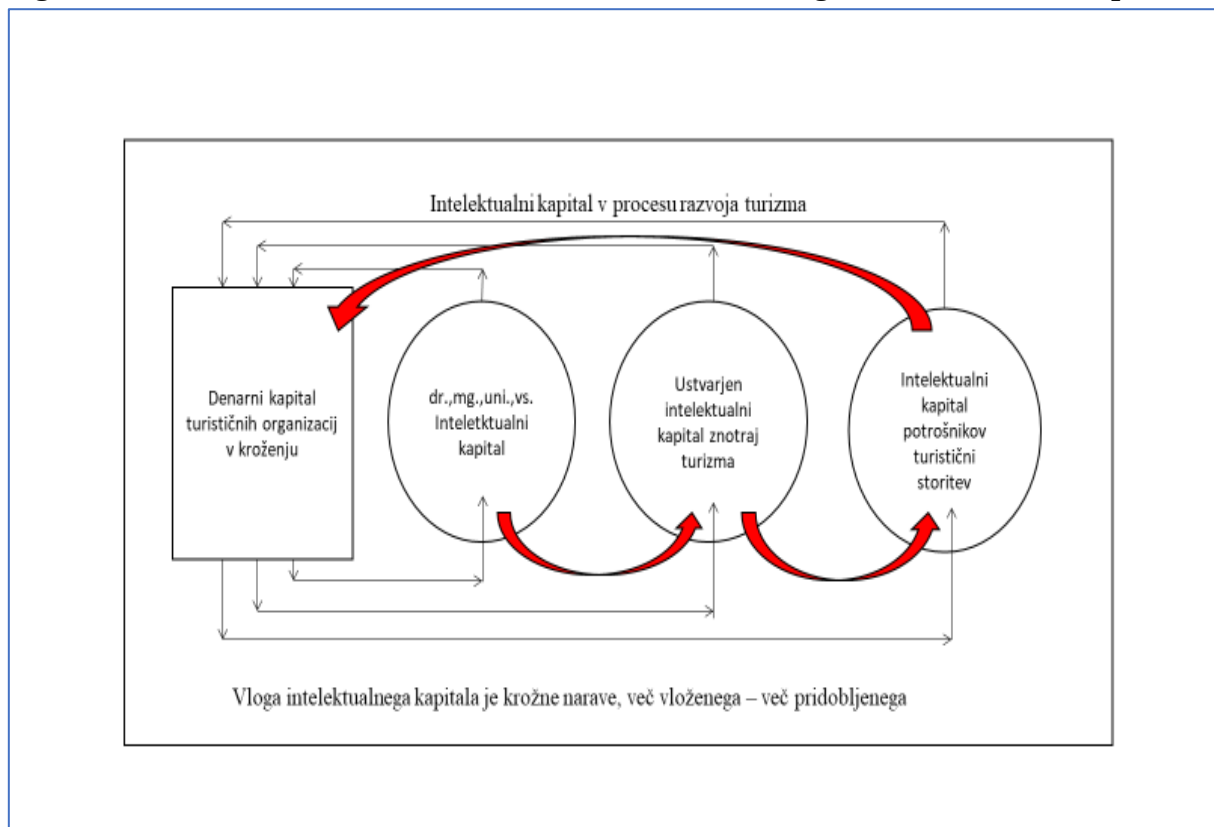 Intelektualni kapital v procesu razvoja turizma
Denarni kapital
turističnih organizacij
v kroženju
dr.,mg.,uni.,vs.
Inteletktualni
kapital
Ustvarjen
intelektualni
kapital znotraj
turizma
Intelektualni
kapital
potrošnikov
turistični
storitev
Vloga intelektualnega kapitala je krožne narave, več vloženega – več pridobljenega